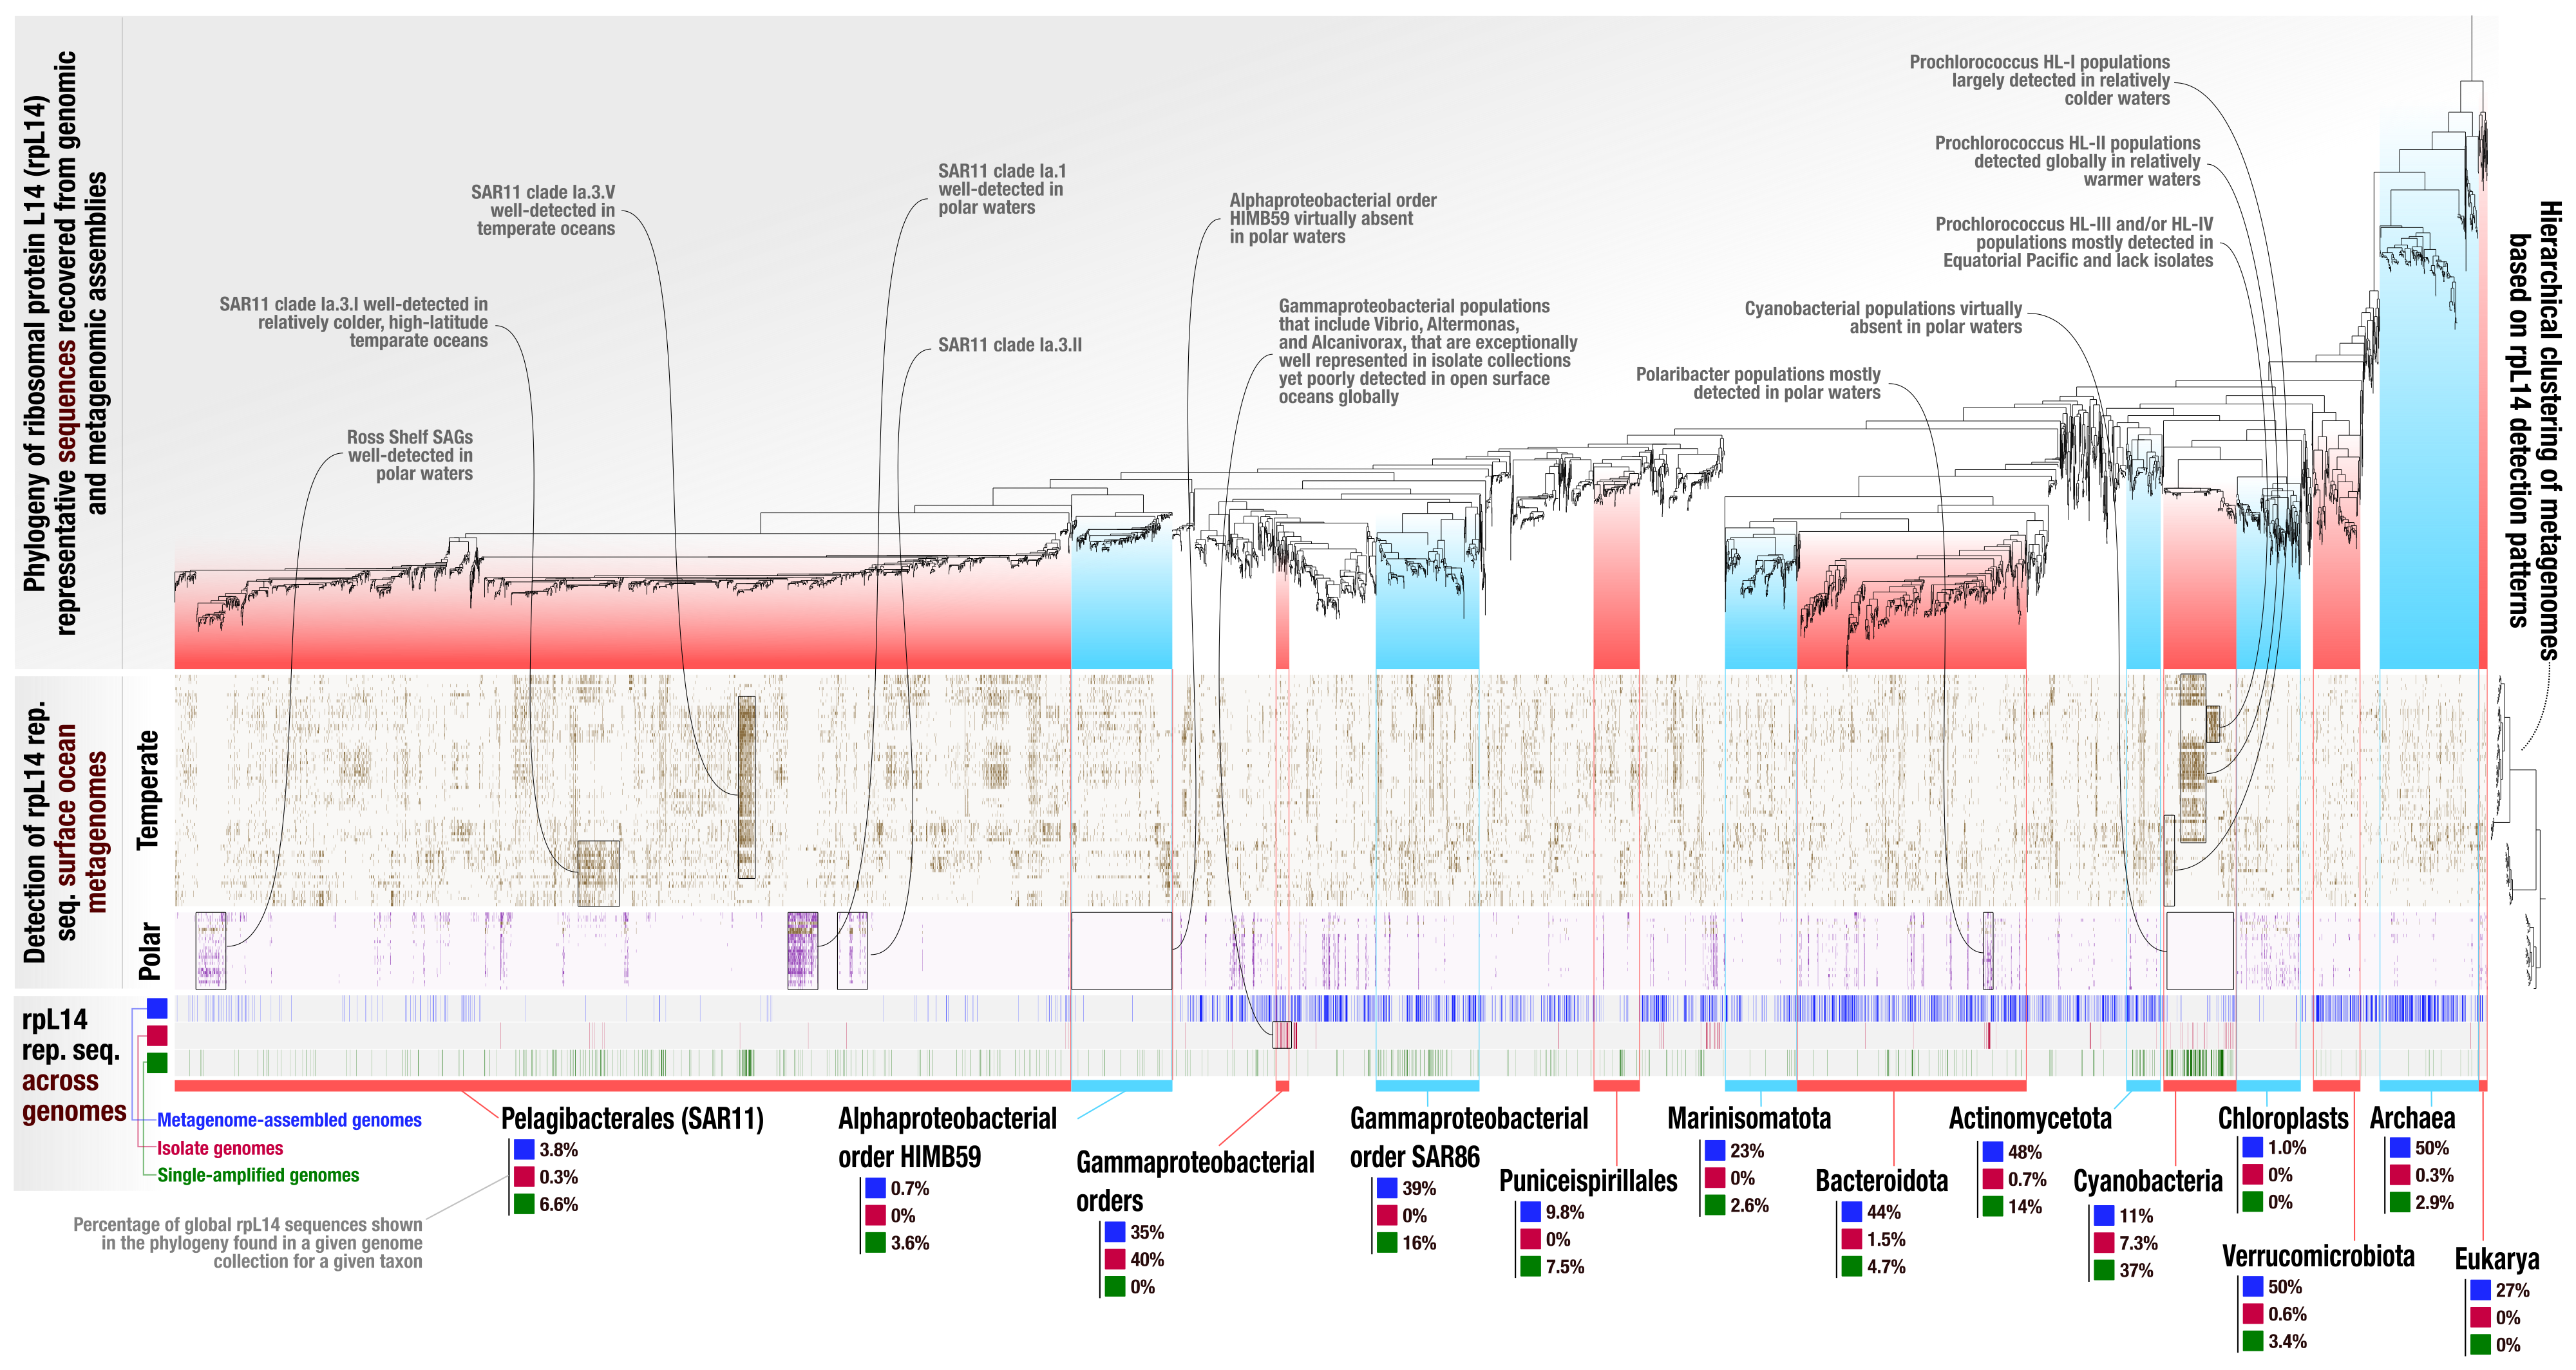 Phylogeny of ribosomal protein L14 (rpL14)
representative sequences recovered from genomic
and metagenomic assemblies
Ross Shelf SAGs
well-detected in
polar waters
SAR11 clade Ia.3.I well-detected in
relatively colder, high-latitude
temparate oceans
SAR11 clade Ia.3.V
well-detected in
temperate oceans
SAR11 clade Ia.1
well-detected in
polar waters
SAR11 clade Ia.3.II
Alphaproteobacterial order
HIMB59 virtually absent
in polar waters
Gammaproteobacterial populations
that include Vibrio, Altermonas,
and Alcanivorax, that are exceptionally
well represented in isolate collections
yet poorly detected in open surface
oceans globally
Polaribacter populations mostly
detected in polar waters
Cyanobacterial populations virtually
absent in polar waters
Prochlorococcus HL-III and/or HL-IV
populations mostly detected in
Equatorial Pacific and lack isolates
Prochlorococcus HL-II populations
detected globally in relatively
warmer waters
Prochlorococcus HL-I populations
largely detected in relatively
colder waters
Hierarchical clustering of metagenomes
based on rpL14 detection patterns
Detection of rpL14 rep.
seq. surface ocean
metagenomes
Temperate
Polar
rpL14
rep. seq.
across
genomes
Metagenome-assembled genomes
Isolate genomes
Single-amplified genomes
Percentage of global rpL14 sequences shown
in the phylogeny found in a given genome
collection for a given taxon
Pelagibacterales (SAR11)
3.8%
0.3%
6.6%
Alphaproteobacterial
order HIMB59
0.7%
0%
3.6%
Gammaproteobacterial
orders
35%
40%
0%
Gammaproteobacterial
order SAR86
39%
0%
16%
Puniceispirillales
9.8%
0%
7.5%
Marinisomatota
23%
0%
2.6%
Bacteroidota
44%
1.5%
4.7%
Actinomycetota
48%
0.7%
14%
Cyanobacteria
11%
7.3%
37%
Chloroplasts
1.0%
0%
0%
Verrucomicrobiota
50%
0.6%
3.4%
Archaea
50%
0.3%
2.9%
Eukarya
27%
0%
0%